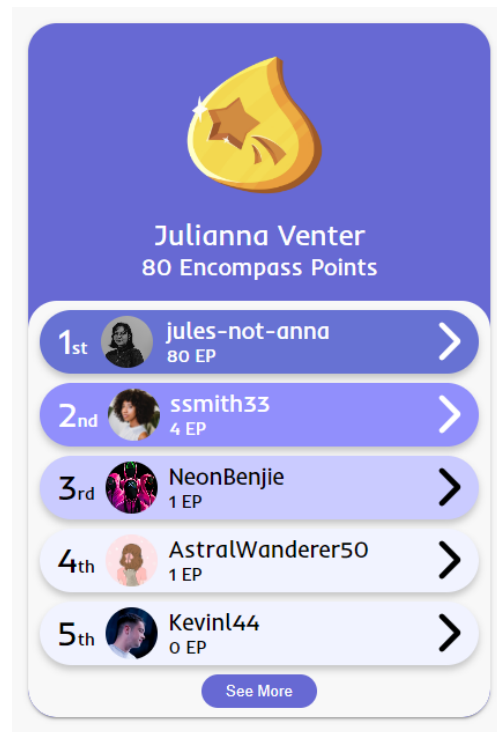 Julianna Venter
80 Encompass Points
1st jules-not-anna
80 EP
2nd ssmith33
4 EP
3rd NeonBenjie
1 EP
4th AstralWanderer50
1 EP
5th Kevinl44
0 EP
See More